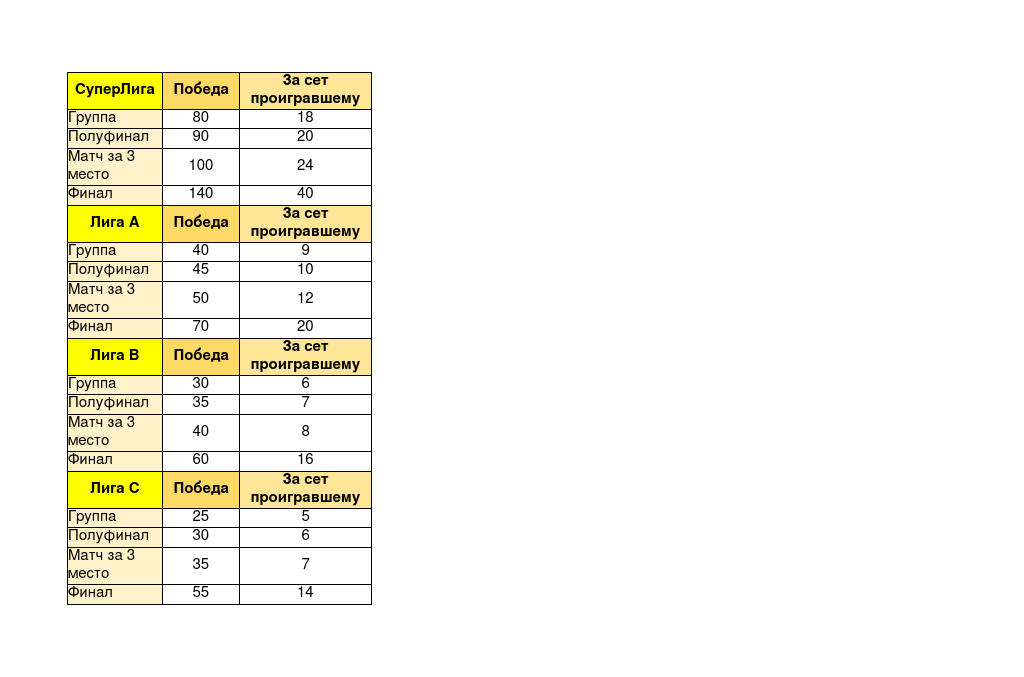 СуперЛига Победа За сет
проигравшему
Группа 80 18
Полуфинал 90 20
Матч за 3
место 100 24
Финал 140 40
Лига А Победа За сет
проигравшему
Группа 40 9
Полуфинал 45 10
Матч за 3
место 50 12
Финал 70 20
Лига В Победа За сет
проигравшему
Группа 30 6
Полуфинал 35 7
Матч за 3
место 40 8
Финал 60 16
Лига С Победа За сет
проигравшему
Группа 25 5
Полуфинал 30 6
Матч за 3
место 35 7
Финал 55 14